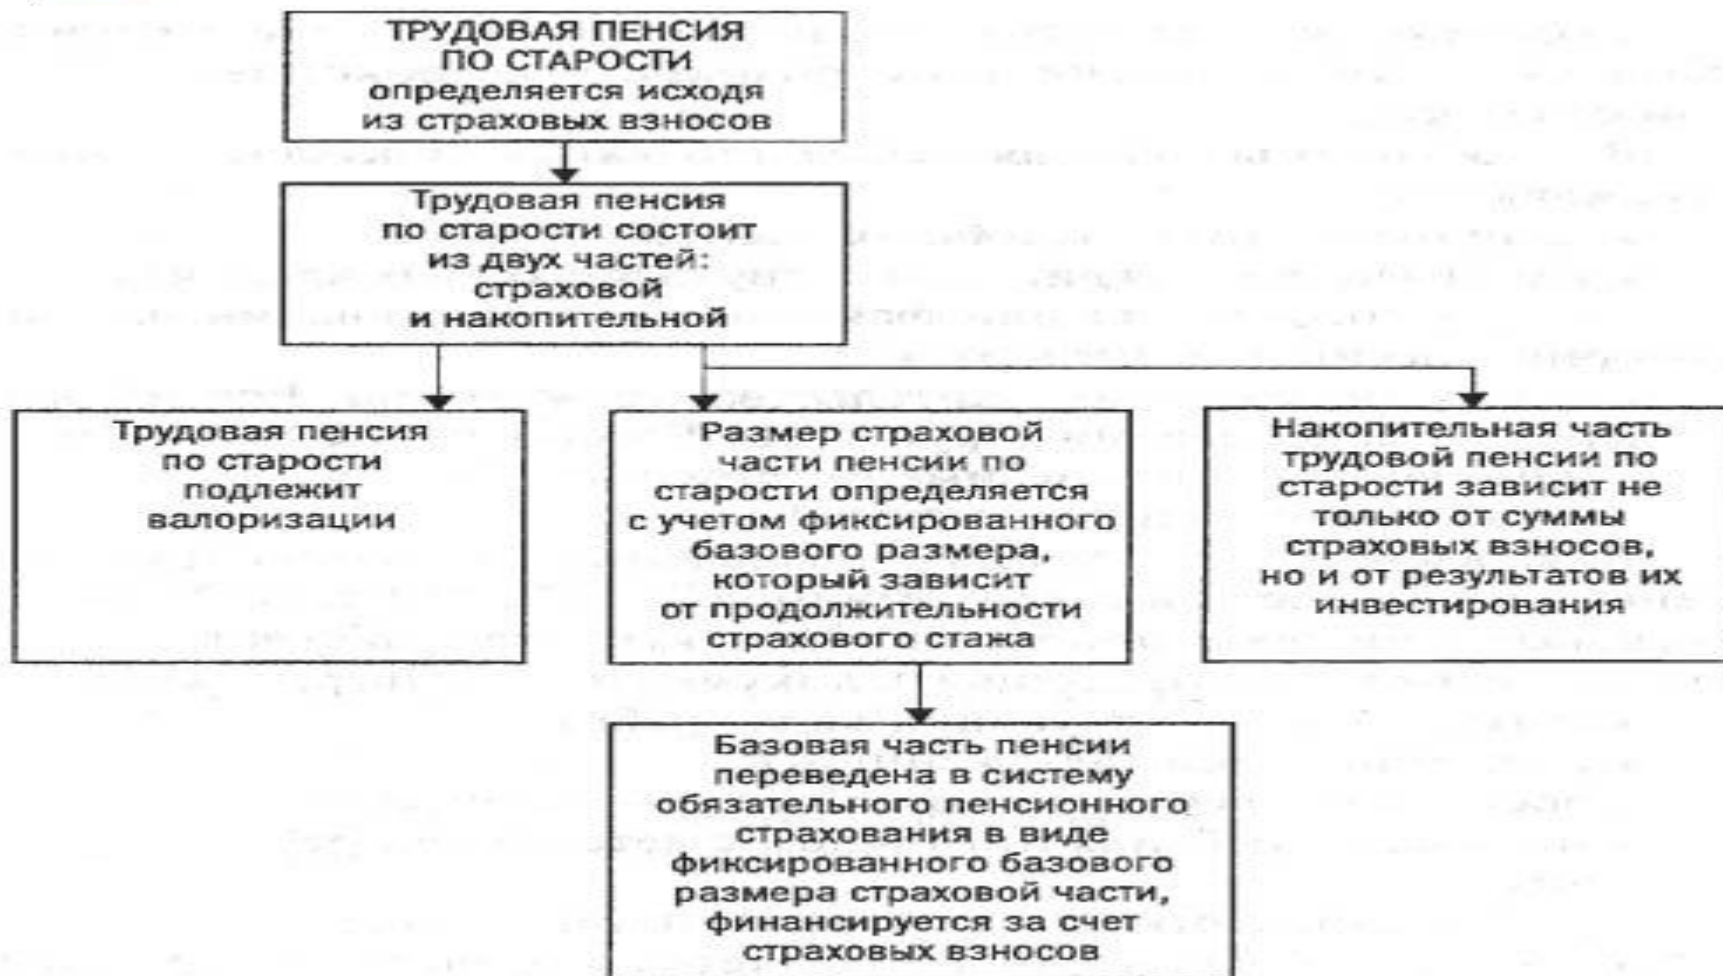 ТРУДОВАЯ ПЕНСИЯ
ПО СТАРОСТИ
определяется исходя
из страховых взносов
Трудовая пенсия
по старости состоит
из двух частей:
страховой
и накопительной
Трудовая пенсия
по старости
подлежит
валоризации
Размер страховой
части пенсии по
старости определяется
с учетом фиксированного
базового размера,
который зависит
от продолжительности
страхового стажа
Накопительная часть
трудовой пенсии по
старости зависит не
только от суммы
страховых взносов,
но и от результатов их
инвестирования
Базовая часть пенсии
переведена в систему
обязательного пенсионного
страхования в виде
фиксированного базового
размера страховой части,
финансируется за счет
страховых взносов